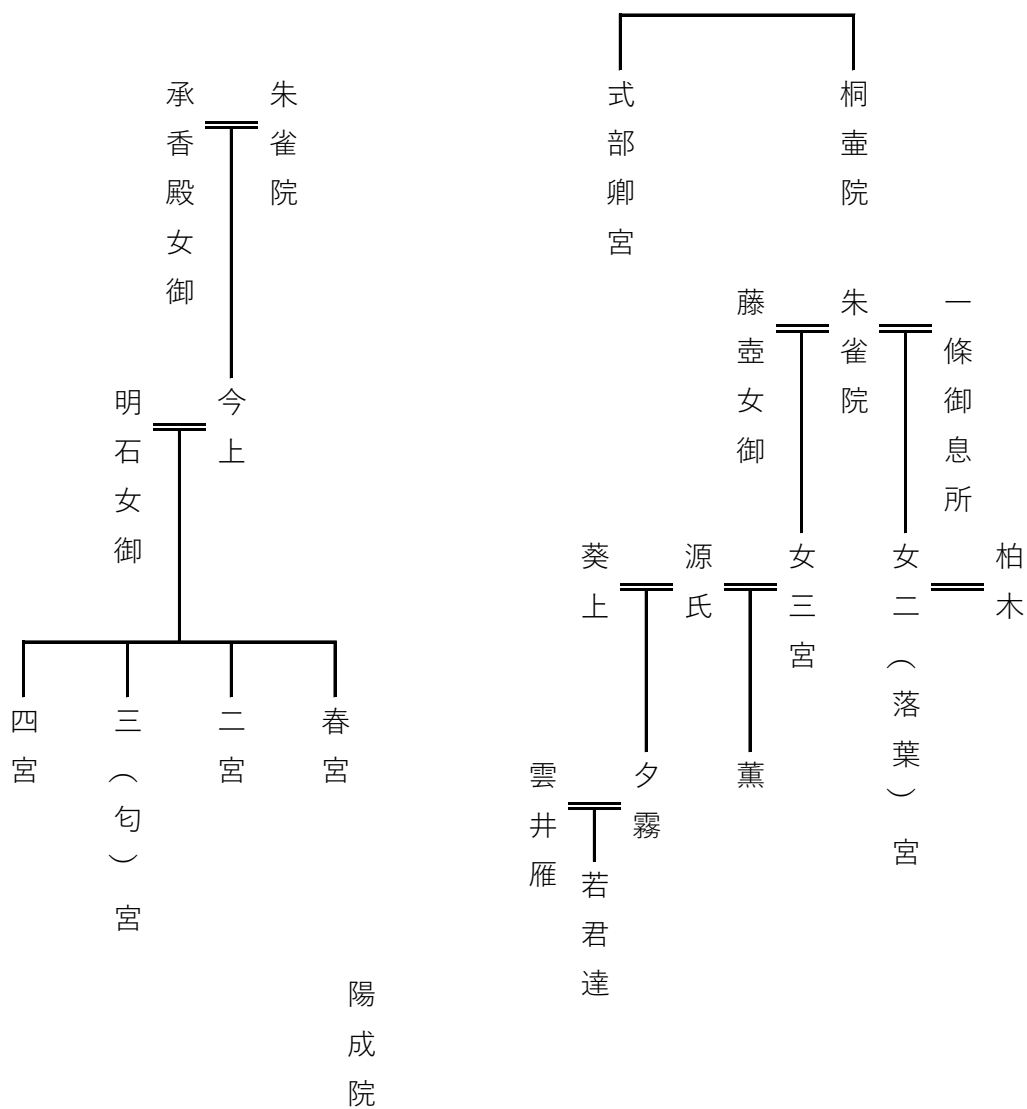 桐壷院
式部卿宮
一條御息所
朱雀院
藤壺女御
柏木
女二（落葉）宮
女三宮
源氏
葵上
薫
夕霧
雲井雁
若君達
朱雀院
承香殿女御
今上
明石女御
春宮
二宮
三（匂）宮
四宮
陽成院